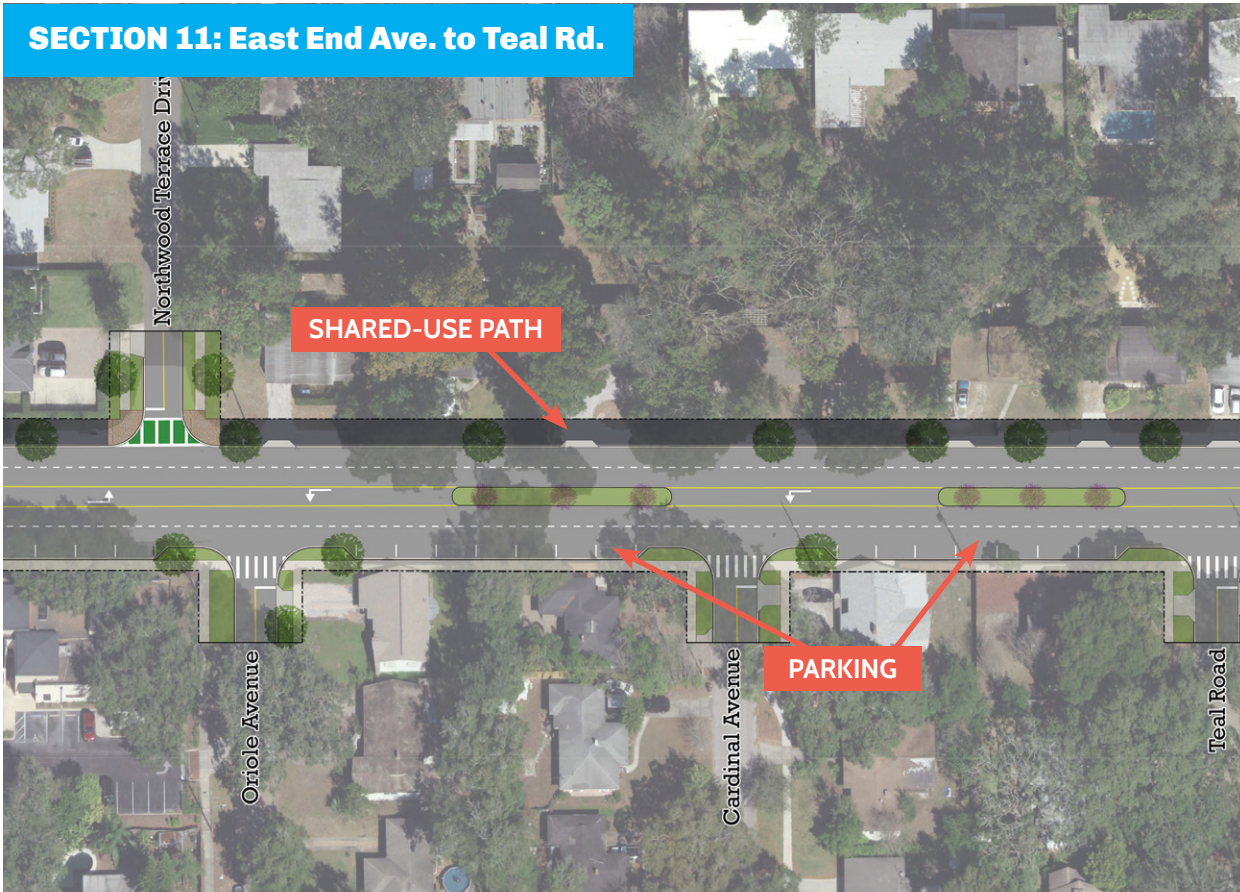 SECTION 11: East End Ave. to Teal Rd.
Northwood Terrace Driv
SHARED-USE PATH
PARKING
Oriole Avenue
Cardinal Avenue
Teal Road